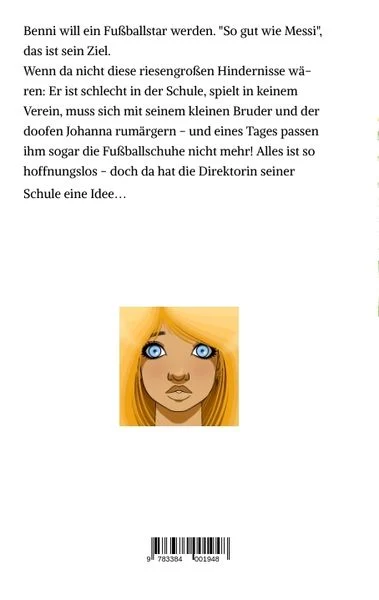 Benni will ein Fußballstar werden. "So gut wie Messi",
das ist sein Ziel.
Wenn da nicht diese riesengroßen Hindernisse wä-
ren: Er ist schlecht in der Schule, spielt in keinem
Verein, muss sich mit seinem kleinen Bruder und der
doofen Johanna rumärgern - und eines Tages passen
ihm sogar die Fußballschuhe nicht mehr! Alles ist so
hoffnungslos - doch da hat die Direktorin seiner
Schule eine Idee…
9 783384 001948